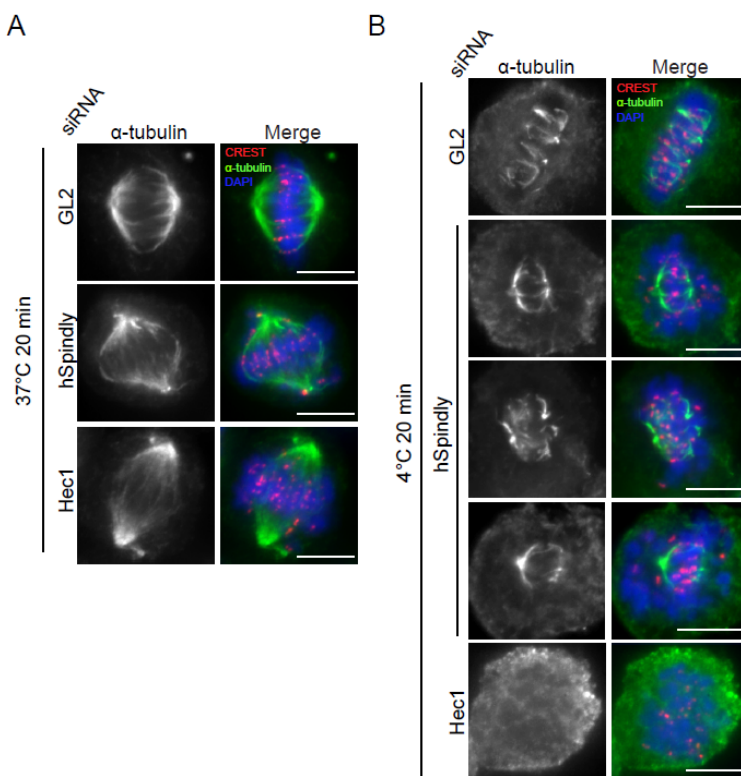 A
siRNA
α-tubulin
Merge
37°C 20 min
GL2
CREST
α-tubulin
DAPI
hSpindly
Hec1
B
siRNA
α-tubulin
Merge
4°C 20 min
GL2
CREST
α-tubulin
DAPI
hSpindly
Hec1